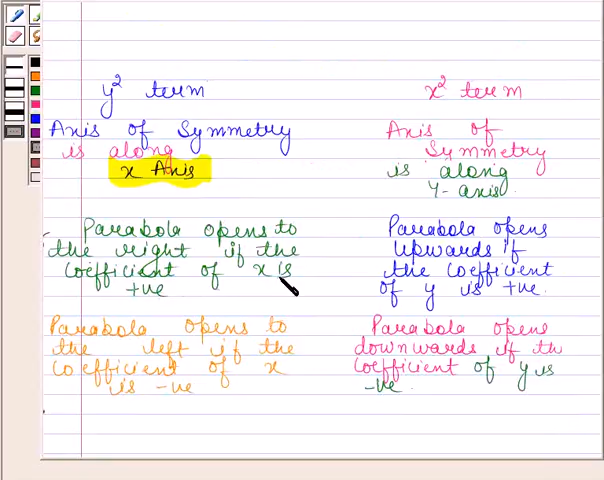 y² term
Axis of Symmetry
is along
x Axis
Parabola opens to
the right if the
coefficient of x is
+ve
Parabola opens to
the left if the
coefficient of x
is -ve
x² term
Axis of
Symmetry
is along
Y-axis.
Parabola opens
upwards if
the coefficient
of y is +ve.
Parabola opens
downwards if th
coefficient of y is
-ve.